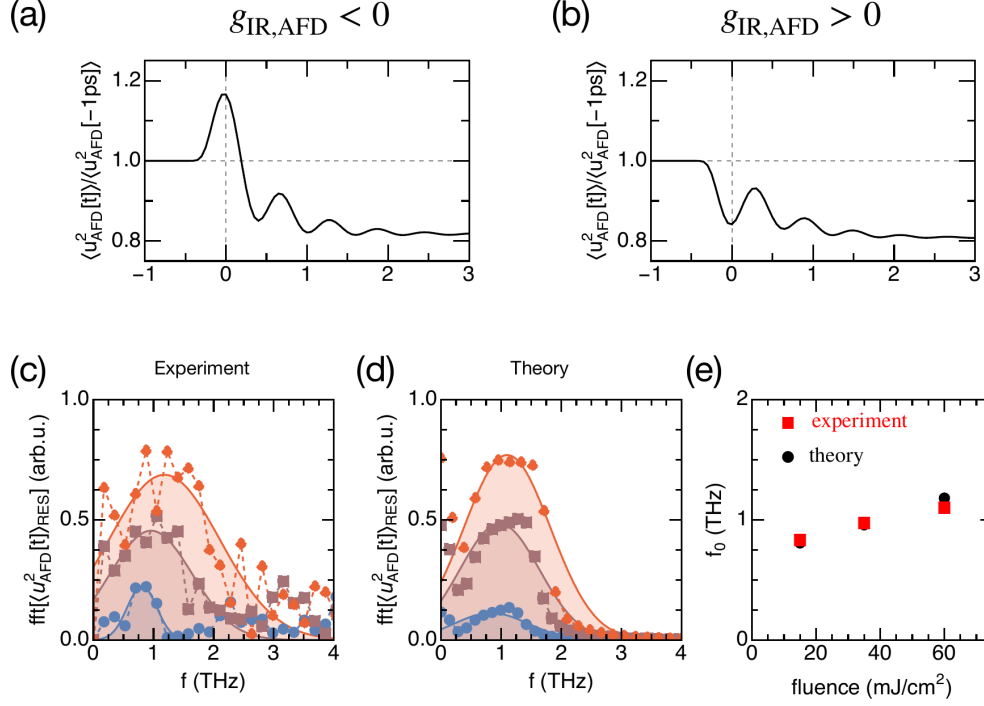 (a)
g_IR,AFD < 0
⟨u²_AFD[t]⟩/⟨u²_AFD[−1ps]⟩
1.2
1.0
0.8
−1
0
1
2
3
(b)
g_IR,AFD > 0
⟨u²_AFD[t]⟩/⟨u²_AFD[−1ps]⟩
1.2
1.0
0.8
−1
0
1
2
3
(c)
Experiment
fft[⟨u²_AFD[t]⟩_RES] (arb.u.)
1.0
0.5
0.0
0
1
2
3
4
f (THz)
(d)
Theory
fft[⟨u²_AFD[t]⟩_RES] (arb.u.)
1.0
0.5
0.0
0
1
2
3
4
f (THz)
(e)
experiment
theory
f₀ (THz)
2
1
0
0
20
40
60
fluence (mJ/cm²)